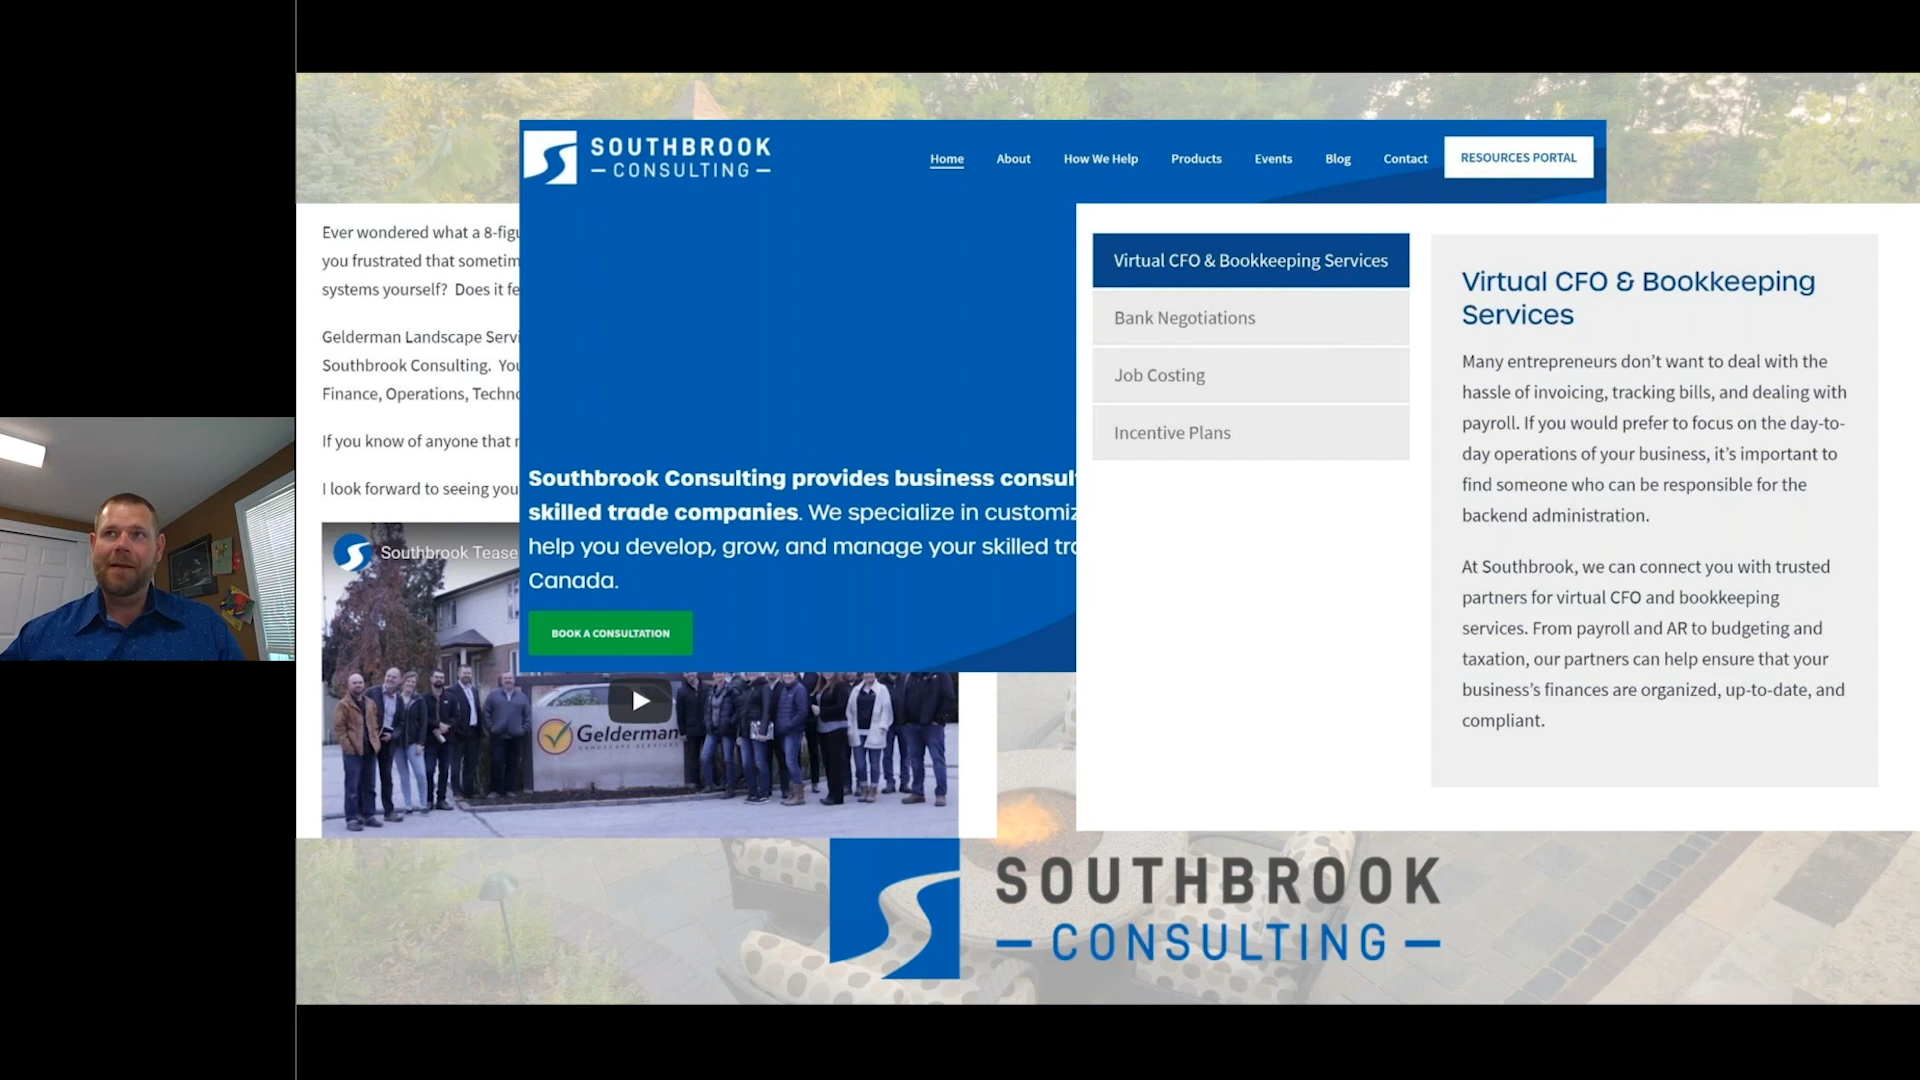 SOUTHBROOK
CONSULTING
Home About How We Help Products Events Blog Contact RESOURCES PORTAL
Ever wondered what a 8-figu
you frustrated that sometim
systems yourself? Does it fe
Gelderman Landscape Servi
Southbrook Consulting. You
Finance, Operations, Techno
If you know of anyone that
I look forward to seeing you
Southbrook Tease
Gelderman
LANDSCAPE SERVICES
Southbrook Consulting provides business consul
skilled trade companies. We specialize in customiz
help you develop, grow, and manage your skilled tra
Canada.
BOOK A CONSULTATION
Virtual CFO & Bookkeeping Services
Bank Negotiations
Job Costing
Incentive Plans
Virtual CFO & Bookkeeping
Services
Many entrepreneurs don't want to deal with the
hassle of invoicing, tracking bills, and dealing with
payroll. If you would prefer to focus on the day-to-
day operations of your business, it's important to
find someone who can be responsible for the
backend administration.
At Southbrook, we can connect you with trusted
partners for virtual CFO and bookkeeping
services. From payroll and AR to budgeting and
taxation, our partners can help ensure that your
business's finances are organized, up-to-date, and
compliant.
SOUTHBROOK
CONSULTING